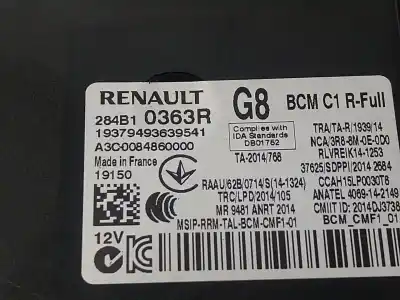 RENAULT G8 BCM C1 R-Full
284B1 0363R
19379493639541
A3C0084860000
Made in France
19150
12V
Complies with
IDA Standards
DB01762
TA-2014/768
RAAU/62B/0714/S(14-1324)
TRC/LPD/2014/105
MR 9481 ANRT 2014
MSIP-RRM-TAL-BCM-CMF1-01
TRA/TA-R/1939/14
NCA/3R8-8M-0E-0D0
RLVRE/K14-1253
37625/SDPPI/2014 2684
CCAH15LP0030T8
ANATEL 4069-14-2149
CMIIT ID: 2014DJ3738
BCM_CMF1_01